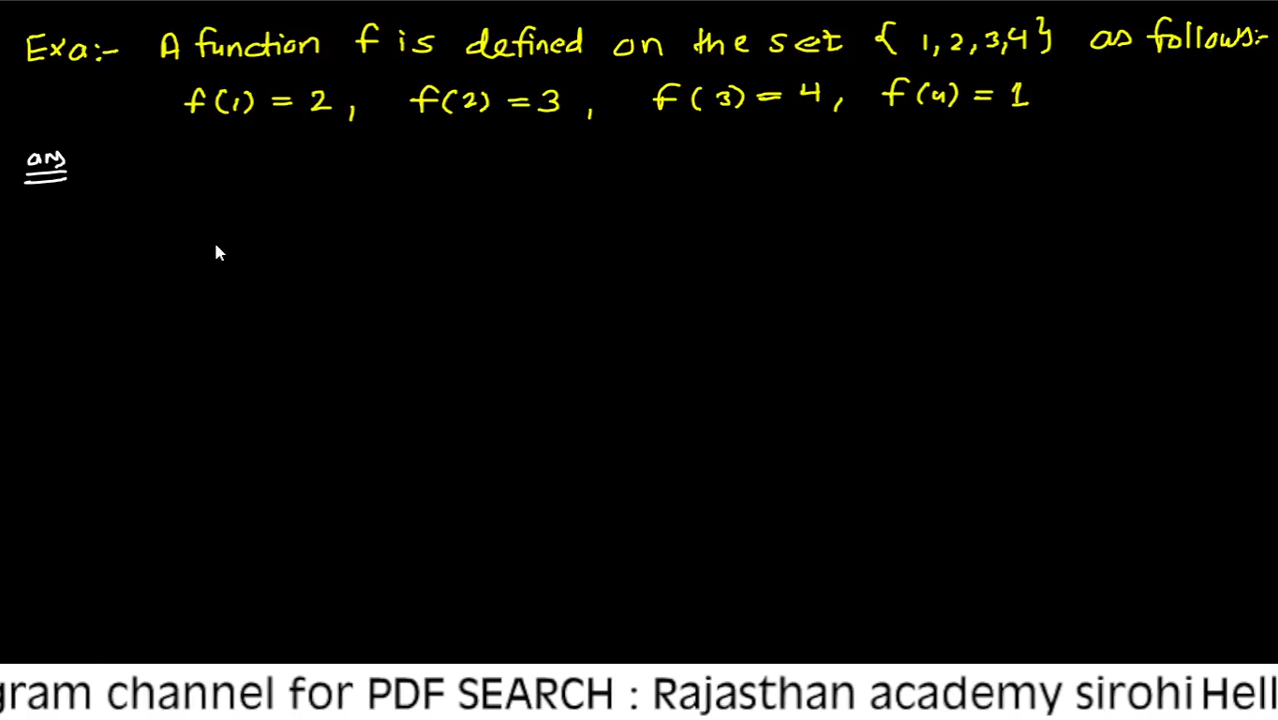 Exa:- A function f is defined on the set {1,2,3,4} as follows:-
f(1) = 2, f(2) = 3, f(3) = 4, f(4) = 1
ans
gram channel for PDF SEARCH : Rajasthan academy sirohi Hell